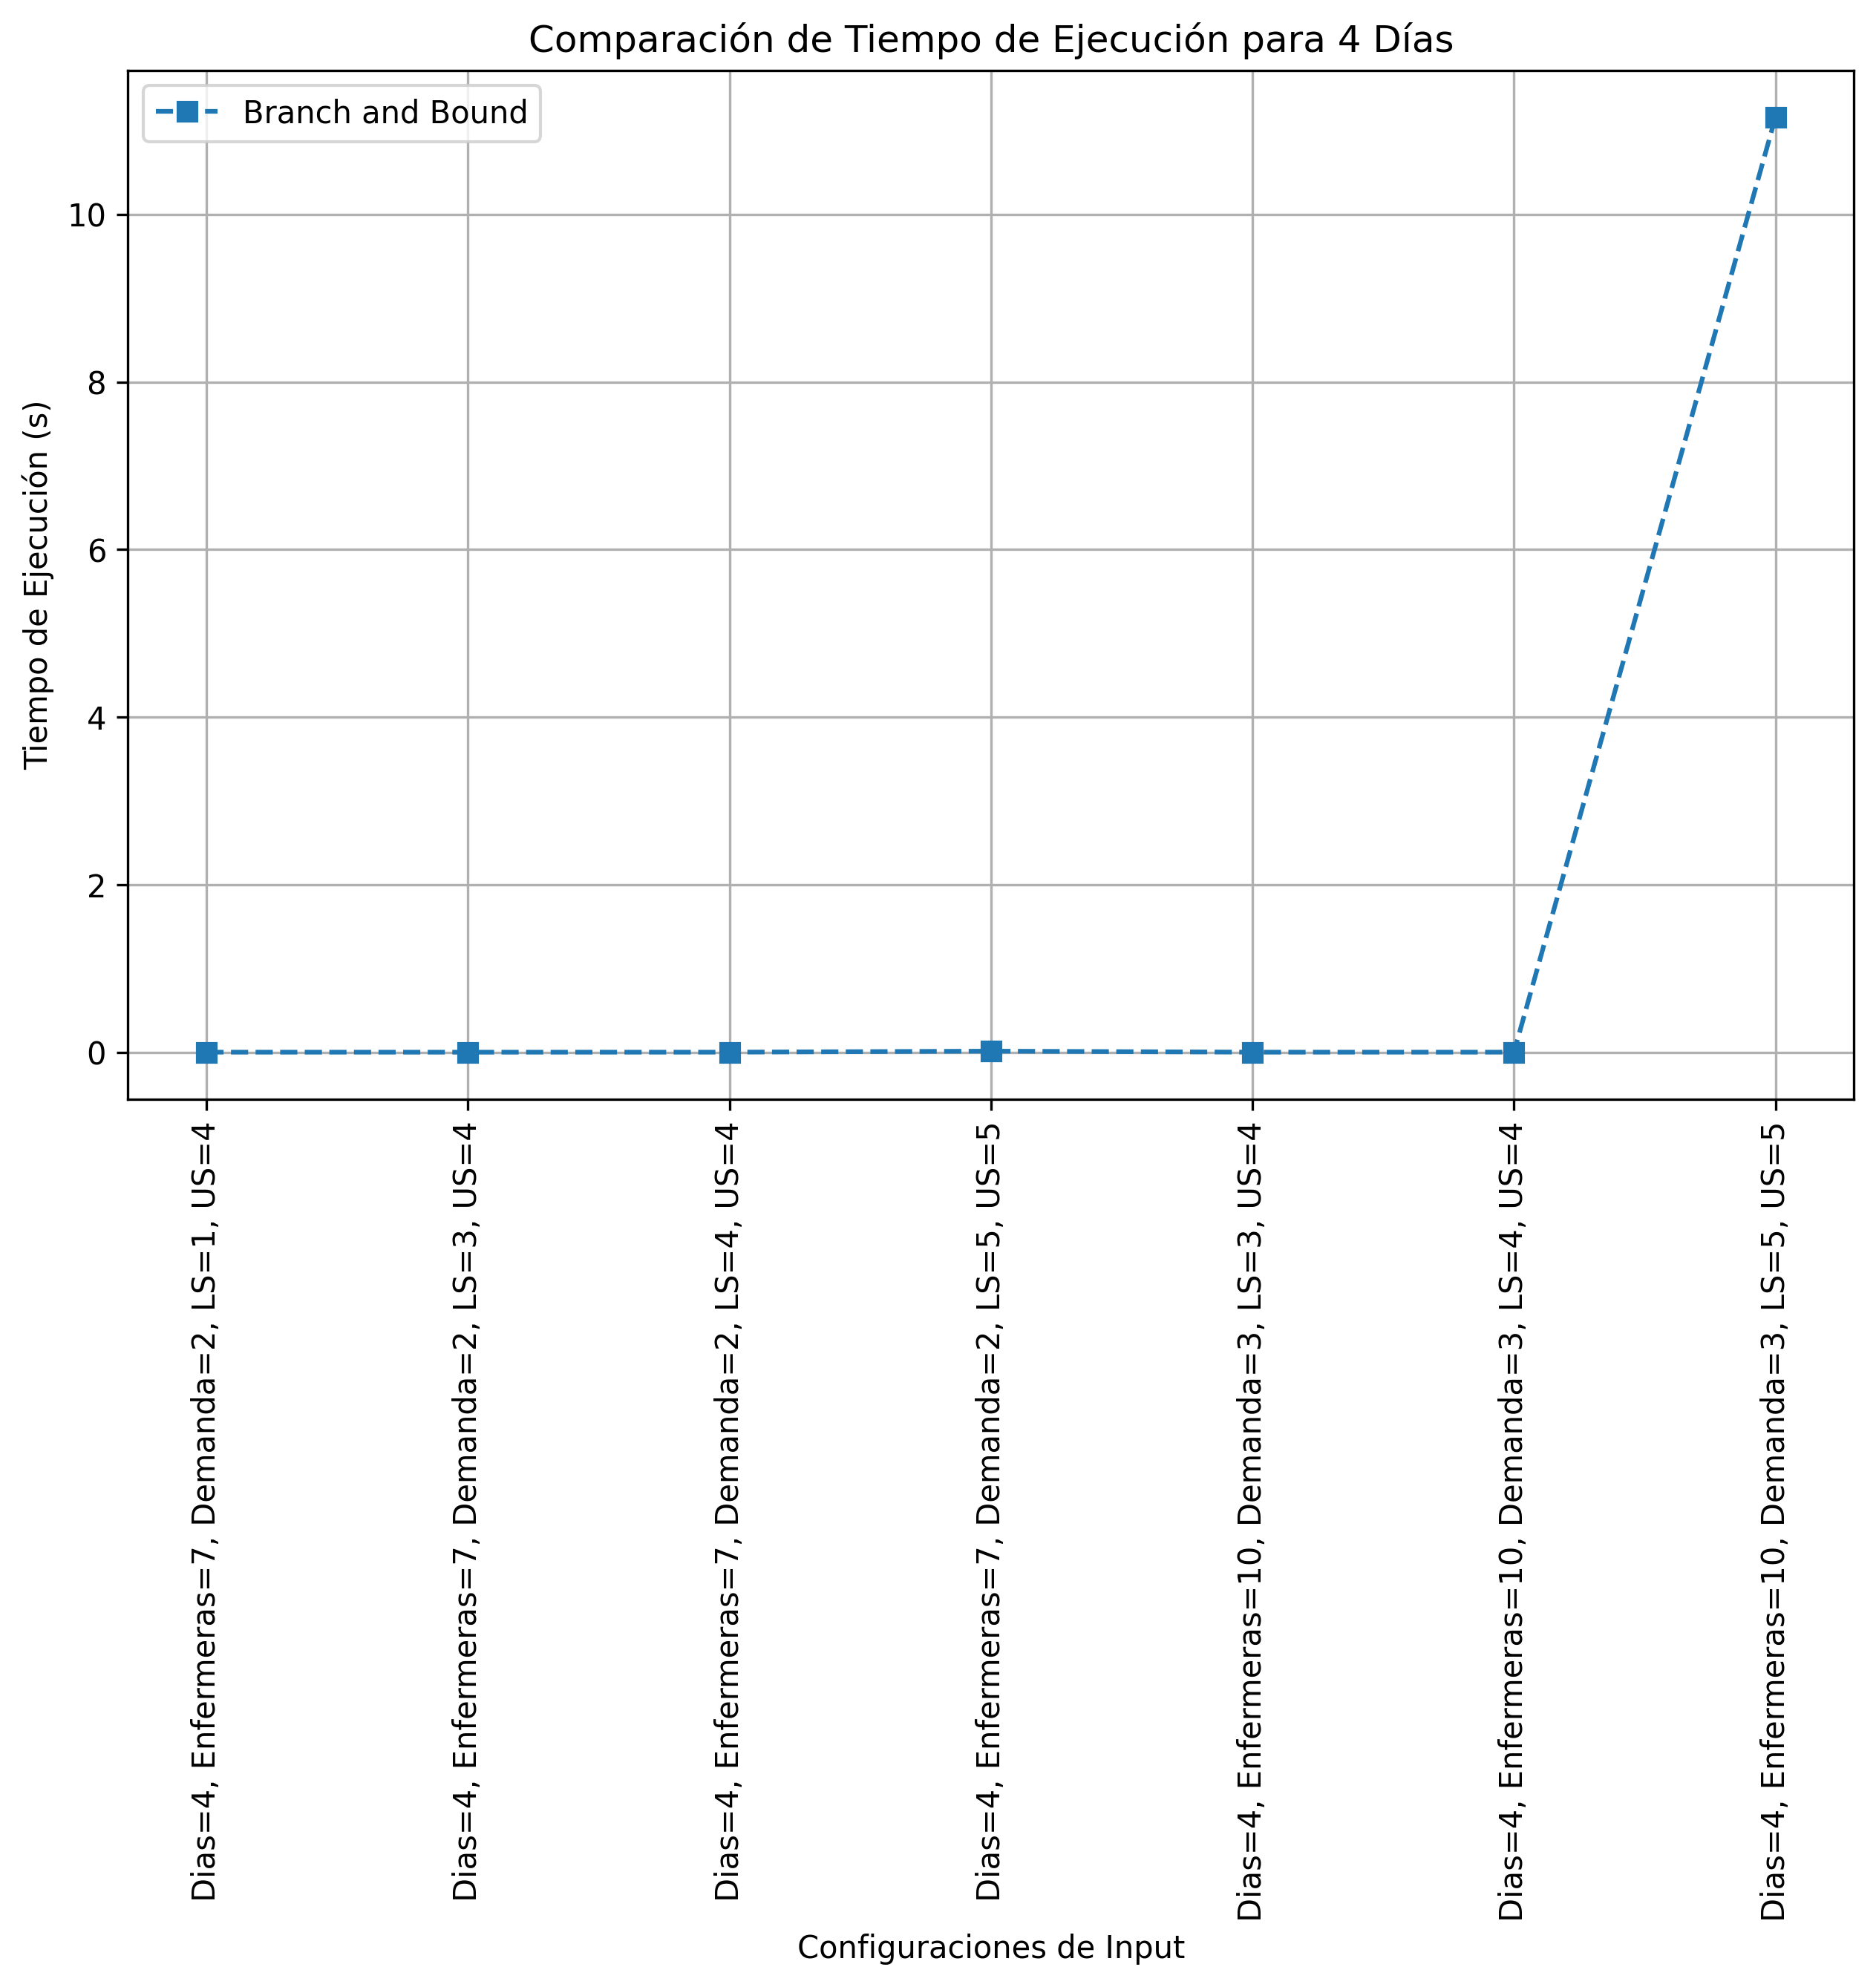 Comparación de Tiempo de Ejecución para 4 Días
Branch and Bound
Tiempo de Ejecución (s)
10
8
6
4
2
0
Dias=4, Enfermeras=7, Demanda=2, LS=1, US=4
Dias=4, Enfermeras=7, Demanda=2, LS=3, US=4
Dias=4, Enfermeras=7, Demanda=2, LS=4, US=4
Dias=4, Enfermeras=7, Demanda=2, LS=5, US=5
Dias=4, Enfermeras=10, Demanda=3, LS=3, US=4
Dias=4, Enfermeras=10, Demanda=3, LS=4, US=4
Dias=4, Enfermeras=10, Demanda=3, LS=5, US=5
Configuraciones de Input